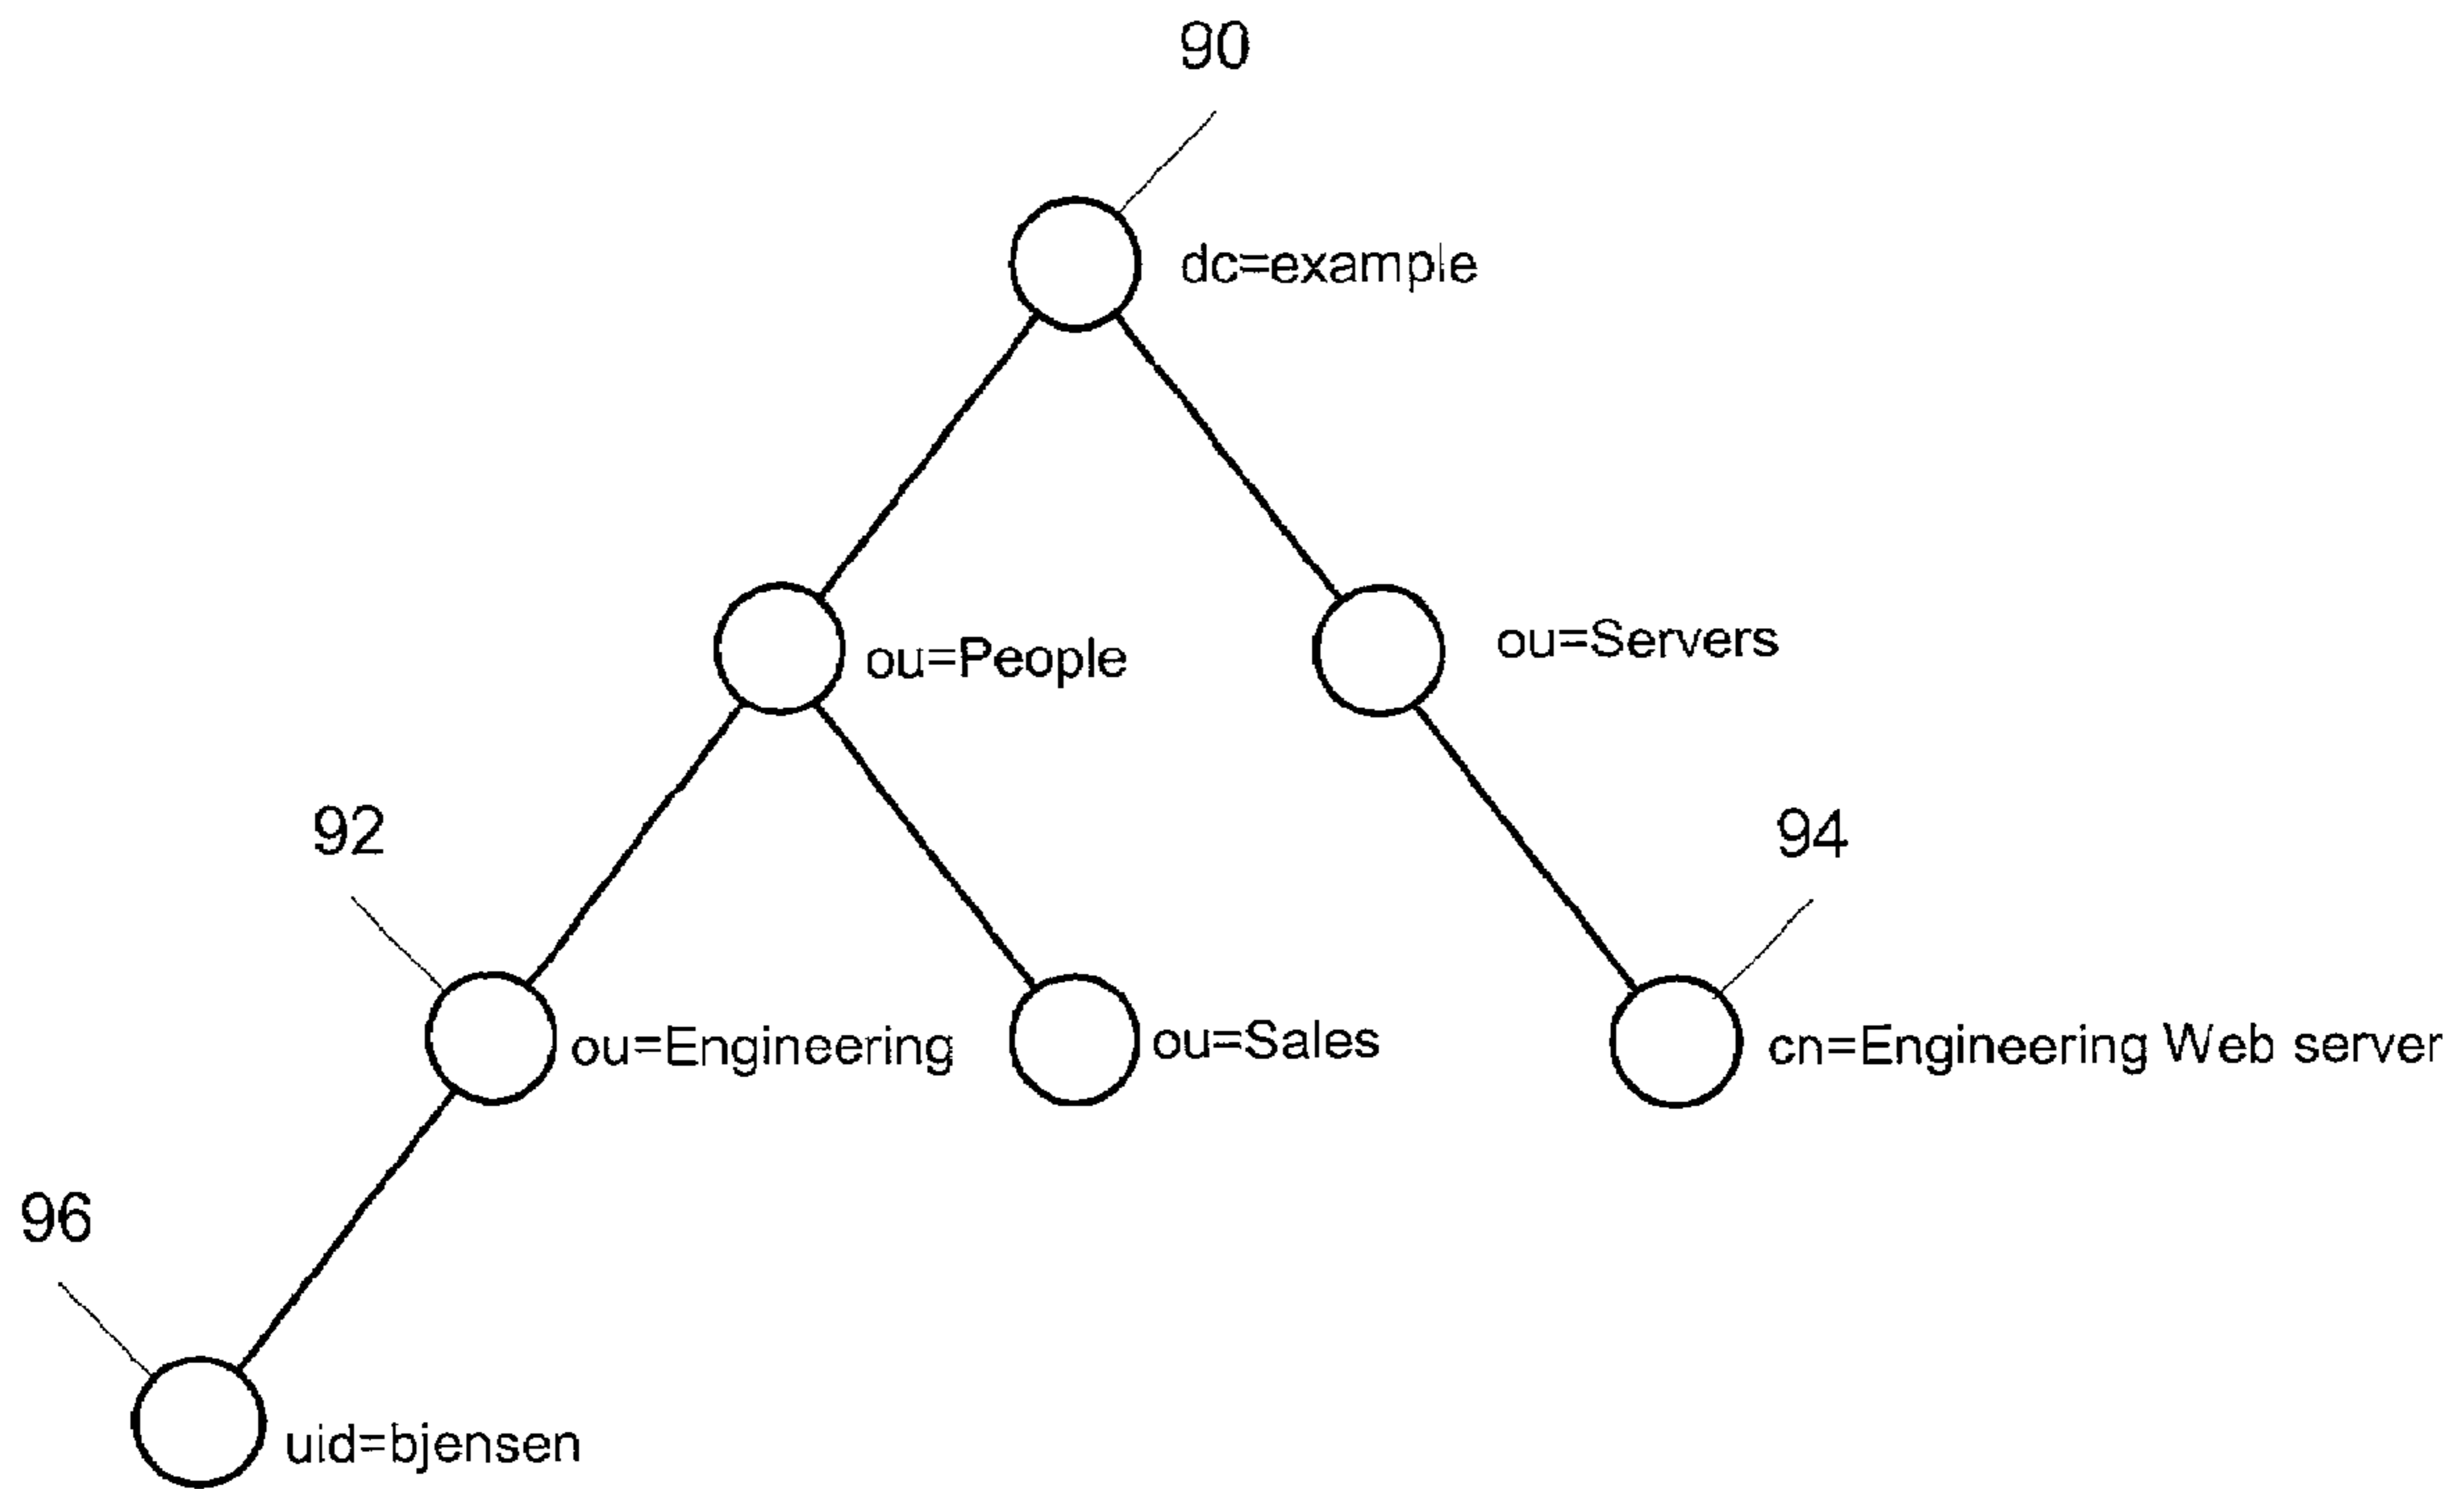 90
dc=example
ou=People
ou=Servers
92
94
ou=Engineering
ou=Sales
cn=Engineering Web server
96
uid=bjensen